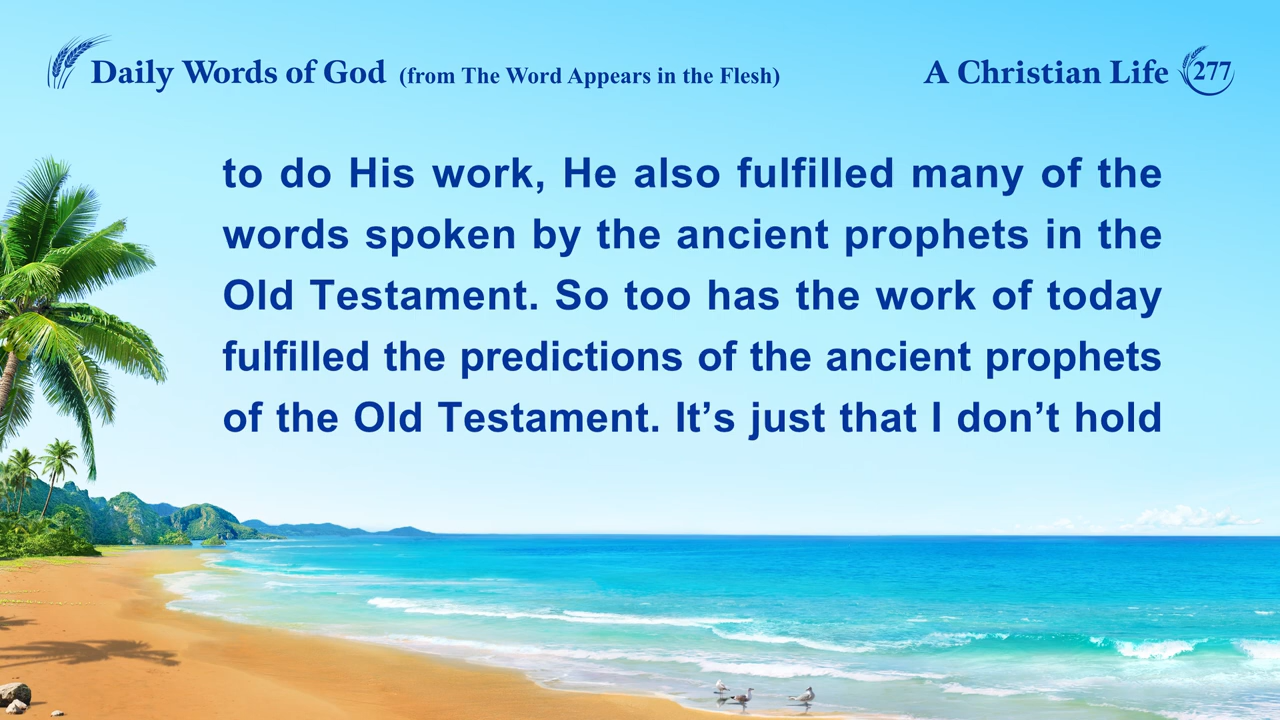 Daily Words of God (from The Word Appears in the Flesh)
A Christian Life 277
to do His work, He also fulfilled many of the
words spoken by the ancient prophets in the
Old Testament. So too has the work of today
fulfilled the predictions of the ancient prophets
of the Old Testament. It’s just that I don’t hold